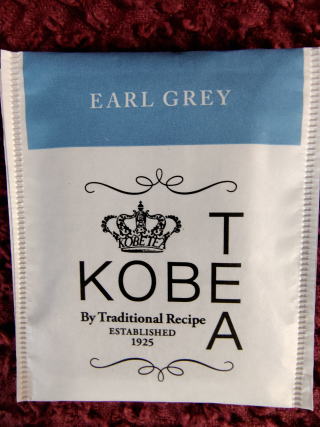 EARL GREY
KOBE TEA
KOBE
TEA
By Traditional Recipe
ESTABLISHED
1925